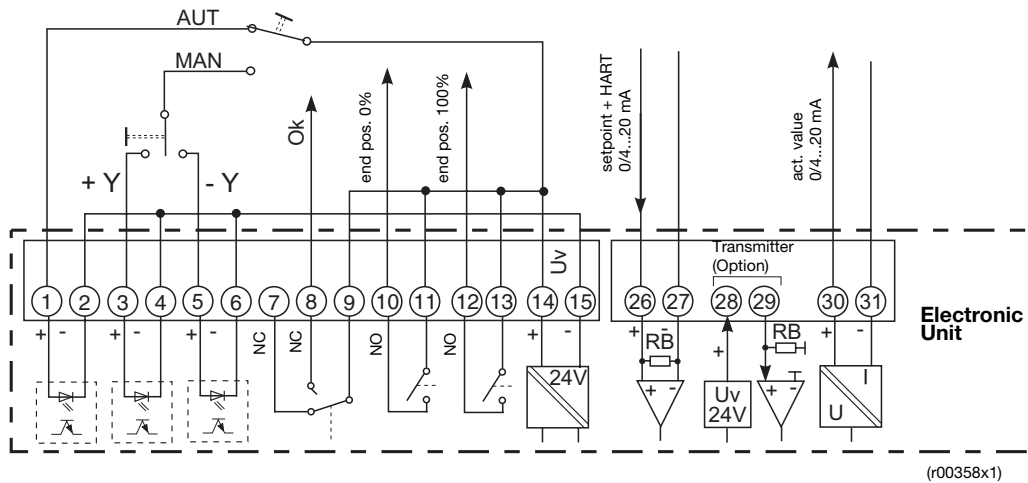 AUT
MAN
+ Y
- Y
Ok
end pos. 0%
end pos. 100%
setpoint + HART
0/4...20 mA
act. value
0/4...20 mA
Uv
Transmitter
(Option)
1 2 3 4 5 6 7 8 9 10 11 12 13 14 15
26 27 28 29 30 31
Electronic
Unit
+ - + - + - NC NC NO NO + -
+ - + + -
RB
RB
24V
+ -
Uv
24V
+ -
I
U
(r00358x1)